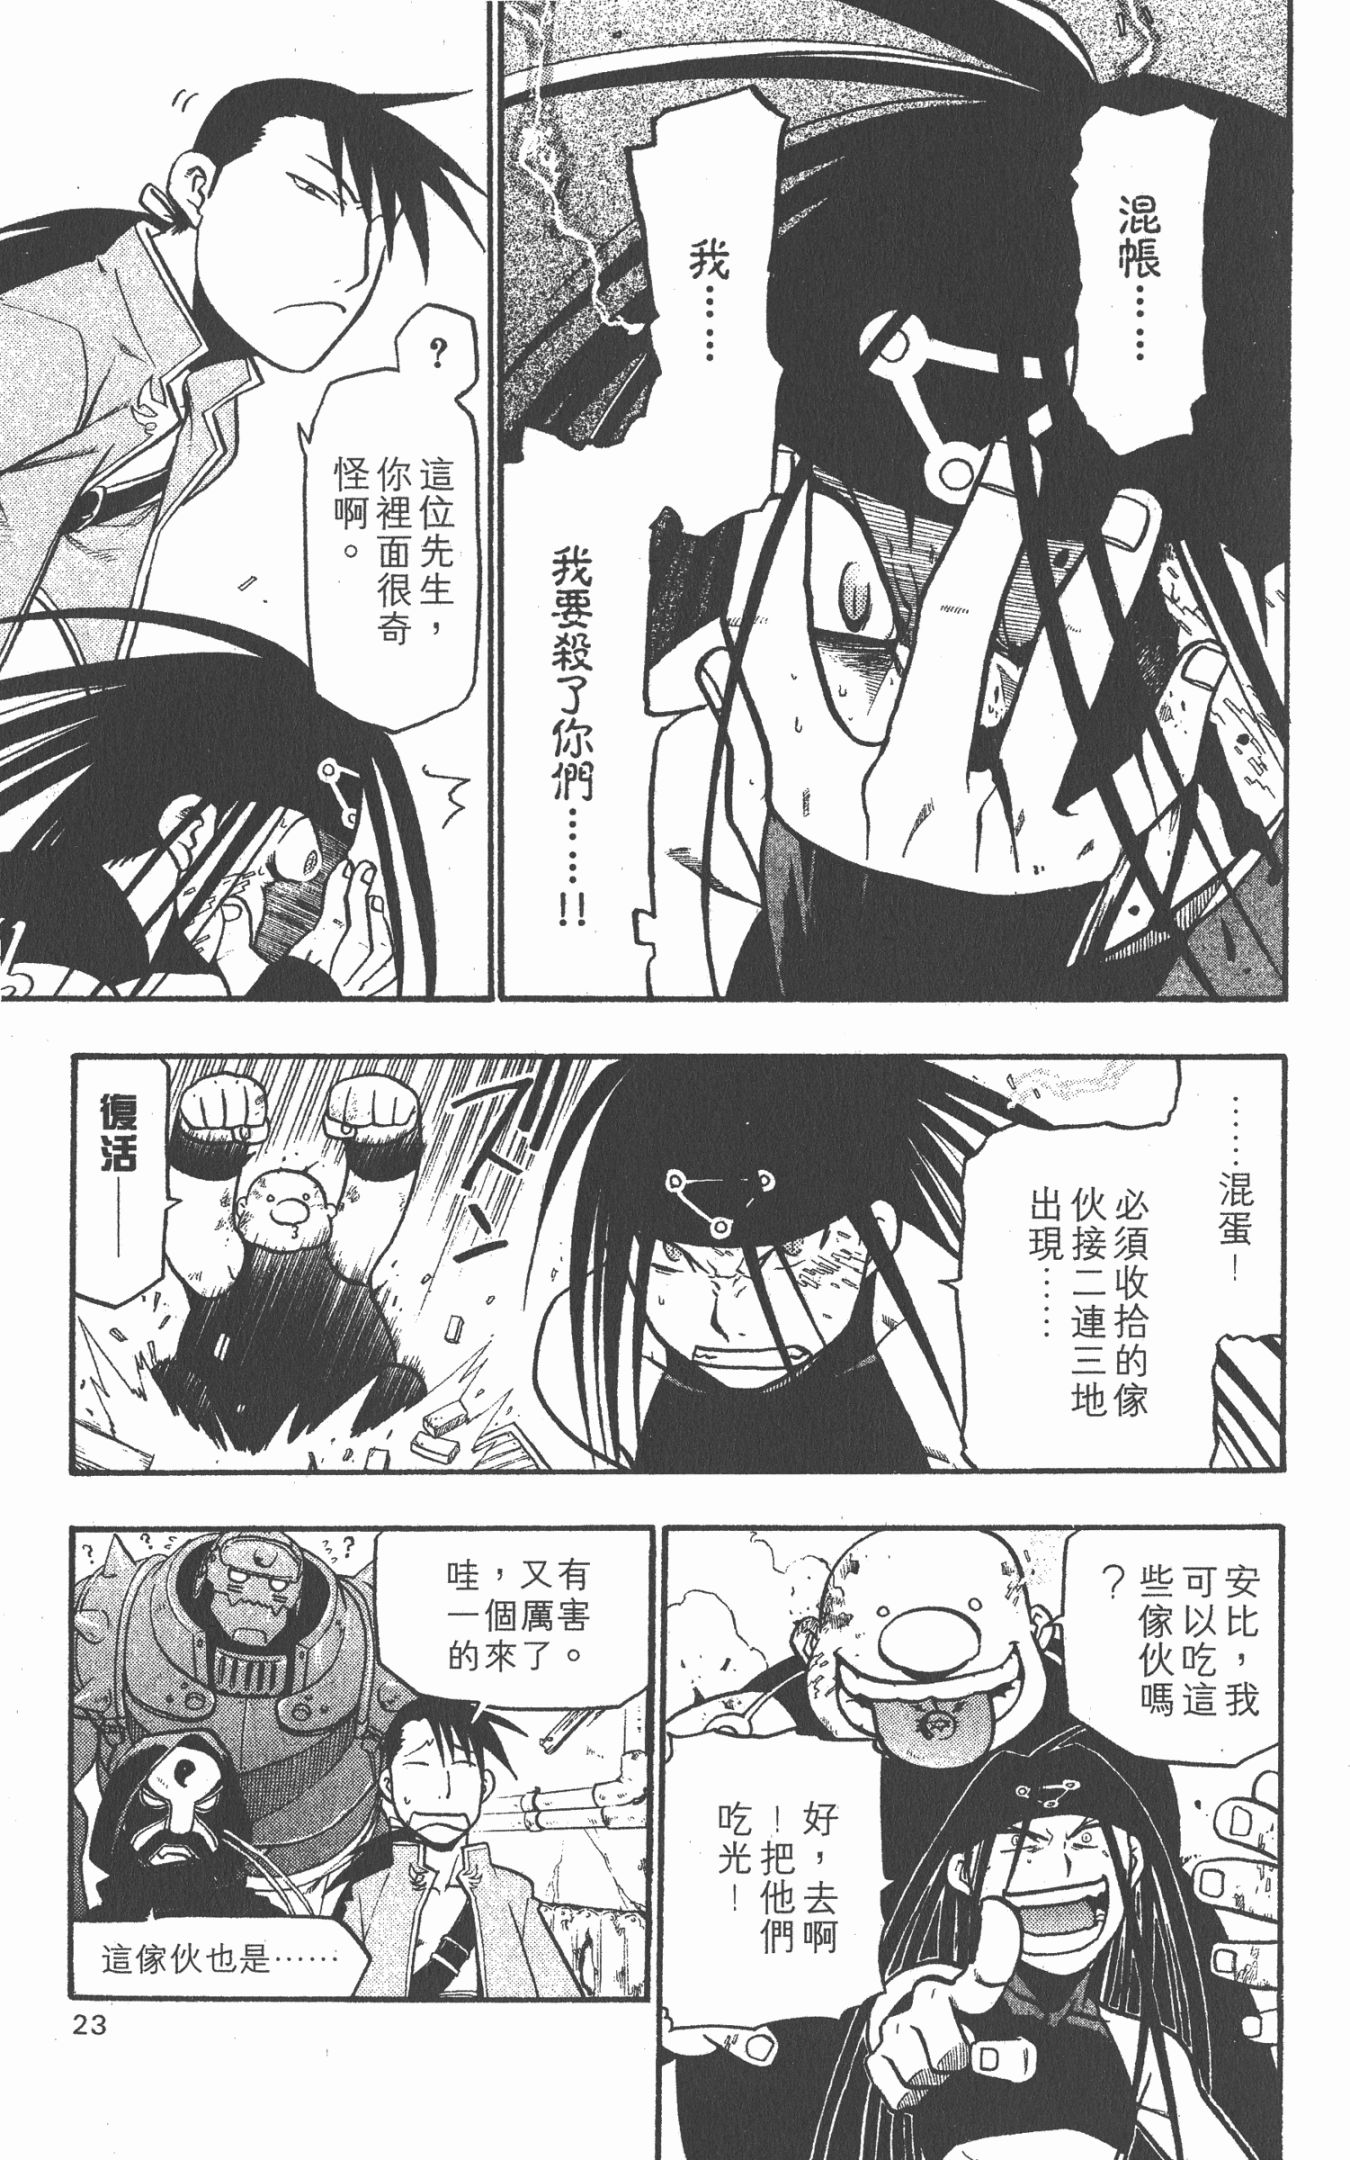 混帳……
我……
我要殺了你們……!!
？
這位先生，
你裡面很奇
怪啊。
……混蛋！
必須收拾的傢
伙接二連三地
出現……
復活——
安比，我
可以吃這
些傢伙嗎
？
好，去啊
！把他們
吃光！
哇，又有
一個厲害
的來了。
這傢伙也是……
23